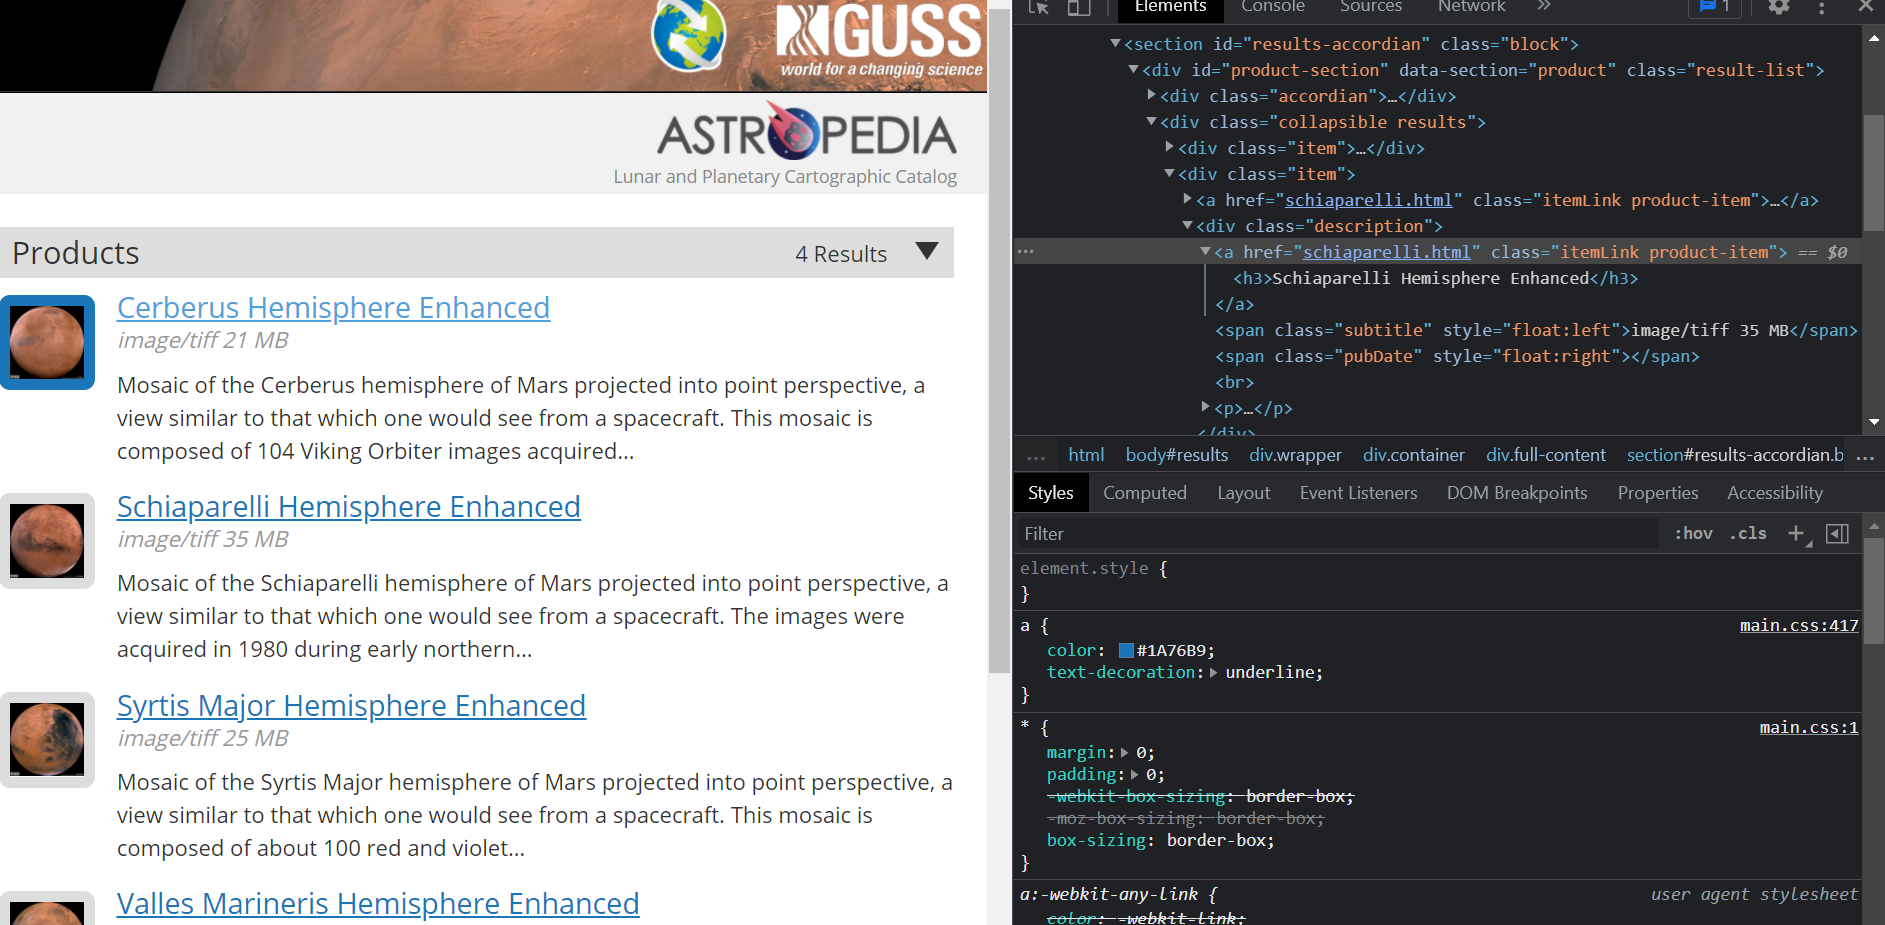 GUSS
world for a changing science
ASTROPEDIA
Lunar and Planetary Cartographic Catalog
Products 4 Results
Cerberus Hemisphere Enhanced
image/tiff 21 MB
Mosaic of the Cerberus hemisphere of Mars projected into point perspective, a
view similar to that which one would see from a spacecraft. This mosaic is
composed of 104 Viking Orbiter images acquired…
Schiaparelli Hemisphere Enhanced
image/tiff 35 MB
Mosaic of the Schiaparelli hemisphere of Mars projected into point perspective, a
view similar to that which one would see from a spacecraft. The images were
acquired in 1980 during early northern…
Syrtis Major Hemisphere Enhanced
image/tiff 25 MB
Mosaic of the Syrtis Major hemisphere of Mars projected into point perspective, a
view similar to that which one would see from a spacecraft. This mosaic is
composed of about 100 red and violet…
Valles Marineris Hemisphere Enhanced
Elements Console Sources Network » 1
<section id="results-accordian" class="block">
<div id="product-section" data-section="product" class="result-list">
<div class="accordian">…</div>
<div class="collapsible results">
<div class="item">…</div>
<div class="item">
<a href="schiaparelli.html" class="itemLink product-item">…</a>
<div class="description">
<a href="schiaparelli.html" class="itemLink product-item"> == $0
<h3>Schiaparelli Hemisphere Enhanced</h3>
</a>
<span class="subtitle" style="float:left">image/tiff 35 MB</span>
<span class="pubDate" style="float:right"></span>
<br>
<p>…</p>
</div>
… html body#results div.wrapper div.container div.full-content section#results-accordian.b …
Styles Computed Layout Event Listeners DOM Breakpoints Properties Accessibility
Filter :hov .cls +
element.style {
}
a { main.css:417
color: #1A76B9;
text-decoration: underline;
}
* { main.css:1
margin: 0;
padding: 0;
-webkit-box-sizing: border-box;
-moz-box-sizing: border-box;
box-sizing: border-box;
}
a:-webkit-any-link { user agent stylesheet
color: -webkit-link;